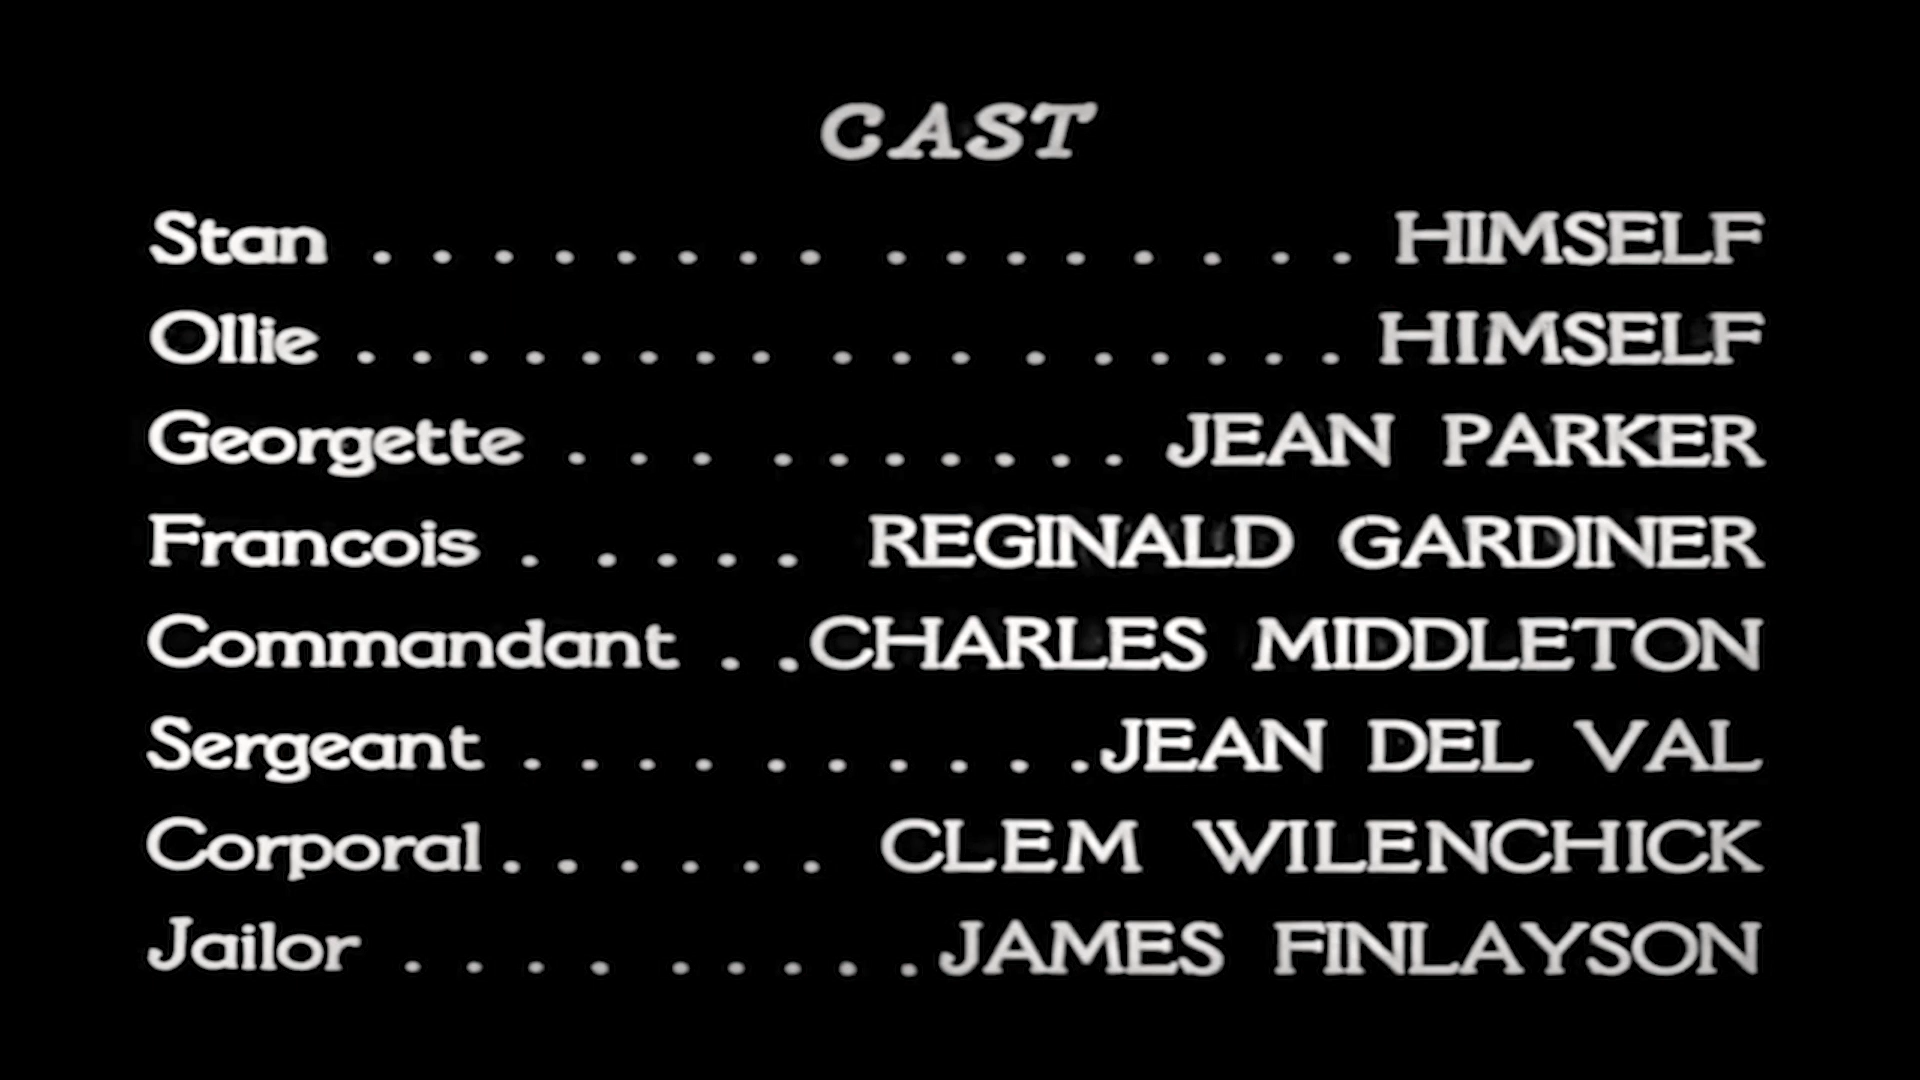 CAST
Stan . . . . . . . . . . . . . . . . HIMSELF
Ollie . . . . . . . . . . . . . . . . . HIMSELF
Georgette . . . . . . . . . . JEAN PARKER
Francois . . . . . REGINALD GARDINER
Commandant . . CHARLES MIDDLETON
Sergeant . . . . . . . . . . JEAN DEL VAL
Corporal . . . . . . CLEM WILENCHICK
Jailor . . . . . . . . . JAMES FINLAYSON